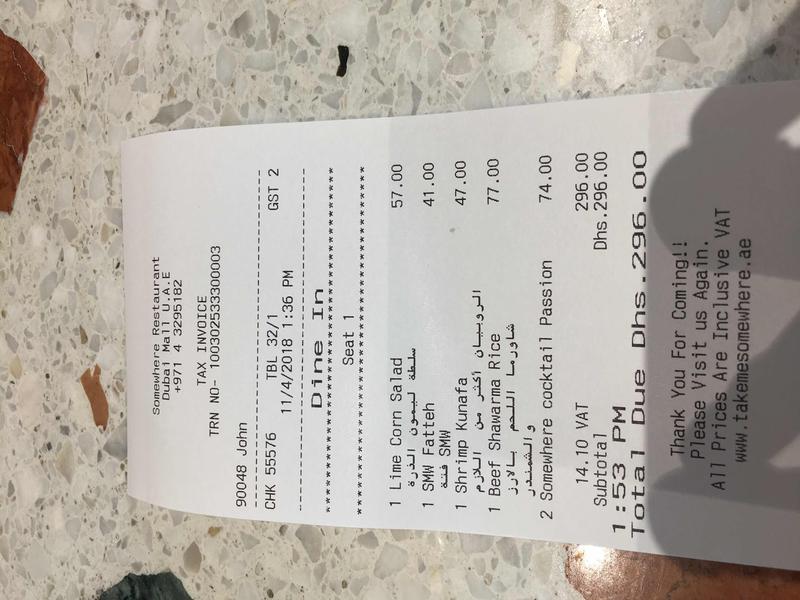 Somewhere Restaurant
Dubai Mall U.A.E
+971 4 3295182
TAX INVOICE
TRN NO- 100302533300003
90048 John
CHK 55576 TBL 32/1 GST 2
11/4/2018 1:36 PM
Dine In
Seat 1
1 Lime Corn Salad 57.00
سلطة ليمون الذرة
1 SMW Fatteh 41.00
فتة SMW
1 Shrimp Kunafa 47.00
الروبيان أكثر من اللازم
1 Beef Shawarma Rice 77.00
شاورما اللحم بالارز
والشمندر
2 Somewhere cocktail Passion 74.00
14.10 VAT 296.00
Subtotal Dhs.296.00
1:53 PM
Total Due Dhs.296.00
Thank You For Coming!!
Please Visit us Again.
All Prices Are Inclusive VAT
www.takemesomewhere.ae